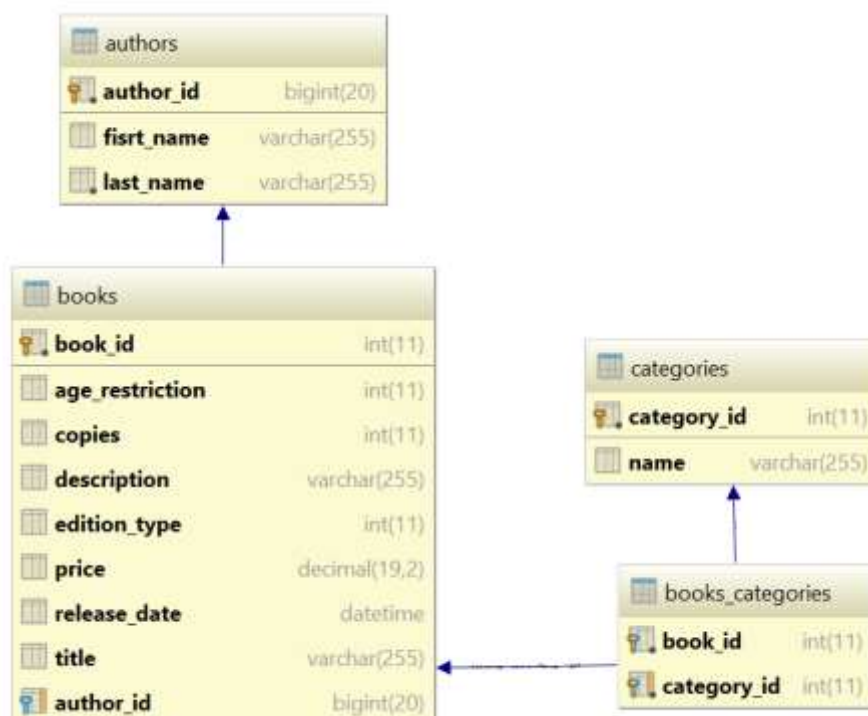 authors
author_id bigint(20)
fisrt_name varchar(255)
last_name varchar(255)
books
book_id int(11)
age_restriction int(11)
copies int(11)
description varchar(255)
edition_type int(11)
price decimal(19,2)
release_date datetime
title varchar(255)
author_id bigint(20)
categories
category_id int(11)
name varchar(255)
books_categories
book_id int(11)
category_id int(11)